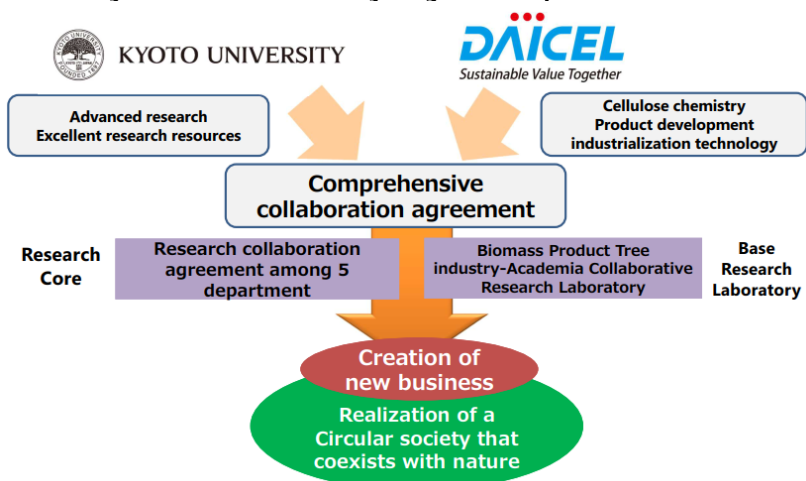 KYOTO UNIVERSITY
DAICEL
Sustainable Value Together
Advanced research
Excellent research resources
Cellulose chemistry
Product development
industrialization technology
Comprehensive
collaboration agreement
Research
Core
Research collaboration
agreement among 5
department
Biomass Product Tree
industry-Academia Collaborative
Research Laboratory
Base
Research
Laboratory
Creation of
new business
Realization of a
Circular society that
coexists with nature